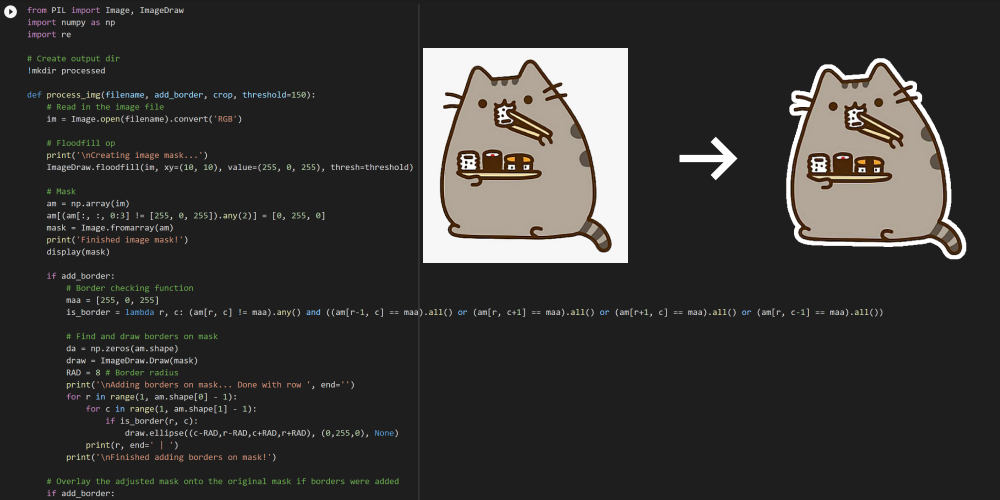 from PIL import Image, ImageDraw
import numpy as np
import re
# Create output dir
!mkdir processed
def process_img(filename, add_border, crop, threshold=150):
# Read in the image file
im = Image.open(filename).convert('RGB')
# Floodfill op
print('\nCreating image mask...')
ImageDraw.floodfill(im, xy=(10, 10), value=(255, 0, 255), thresh=threshold)
# Mask
am = np.array(im)
am[(am[:, :, 0:3] != [255, 0, 255]).any(2)] = [0, 255, 0]
mask = Image.fromarray(am)
print('Finished image mask!')
display(mask)
if add_border:
# Border checking function
maa = [255, 0, 255]
is_border = lambda r, c: (am[r, c] != maa).any() and ((am[r-1, c] == maa).all() or (am[r, c+1] == maa).all() or (am[r+1, c] == maa).all() or (am[r, c-1] == maa).all())
# Find and draw borders on mask
da = np.zeros(am.shape)
draw = ImageDraw.Draw(mask)
RAD = 8 # Border radius
print('\nAdding borders on mask... Done with row ', end='')
for r in range(1, am.shape[0] - 1):
for c in range(1, am.shape[1] - 1):
if is_border(r, c):
draw.ellipse((c-RAD,r-RAD,c+RAD,r+RAD), (0,255,0), None)
print(r, end=' | ')
print('\nFinished adding borders on mask!')
# Overlay the adjusted mask onto the original mask if borders were added
if add_border: